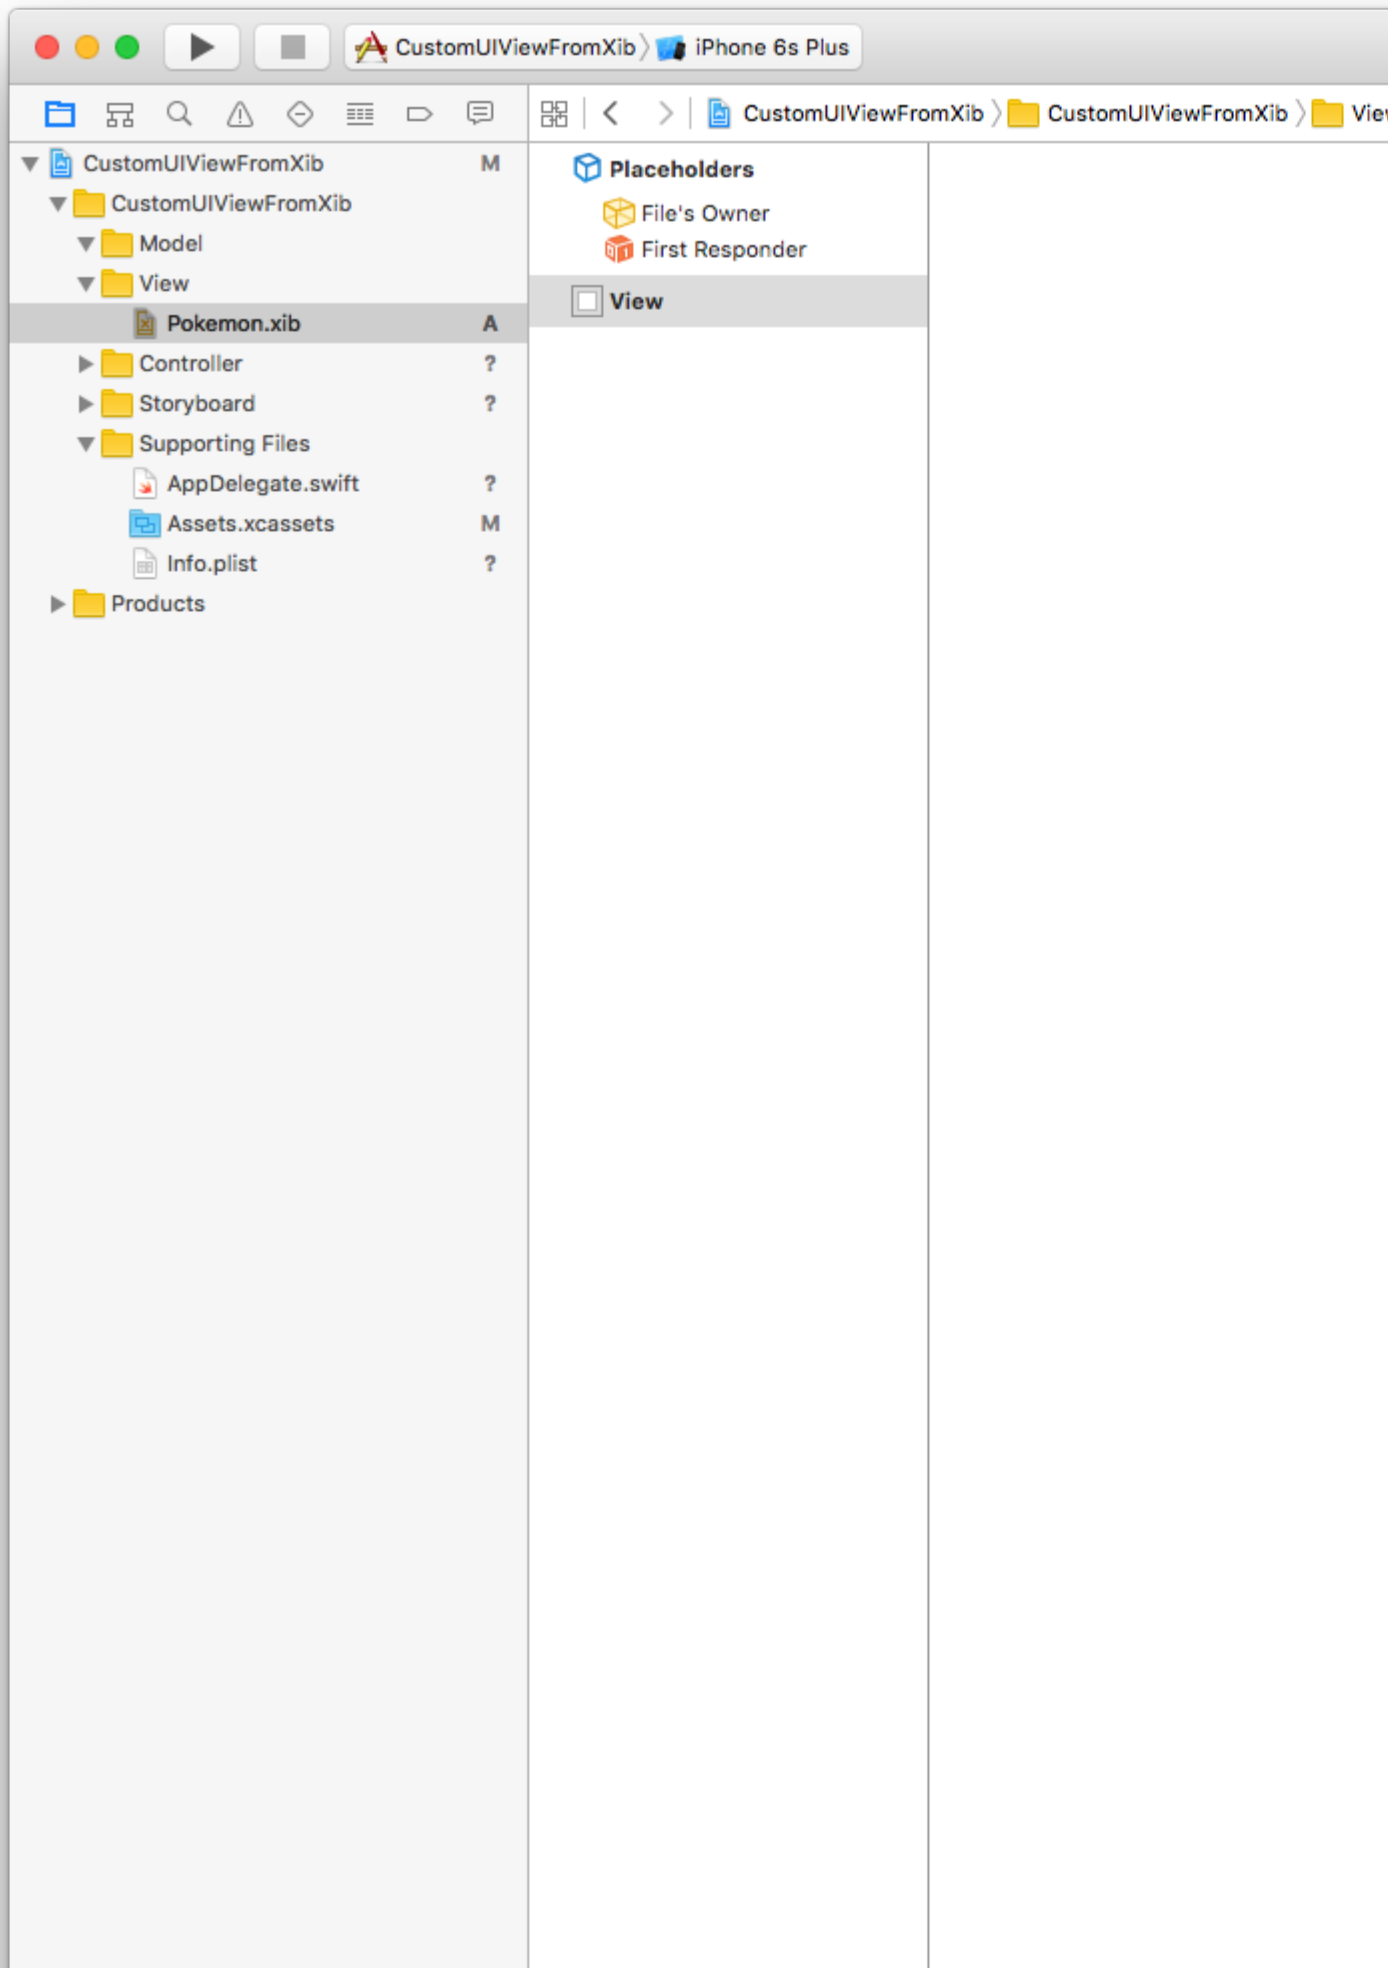 CustomUIViewFromXib iPhone 6s Plus
CustomUIViewFromXib CustomUIViewFromXib
CustomUIViewFromXib M
CustomUIViewFromXib
Model
View
Pokemon.xib A
Controller ?
Storyboard ?
Supporting Files
AppDelegate.swift ?
Assets.xcassets M
Info.plist ?
Products
Placeholders
File's Owner
First Responder
View